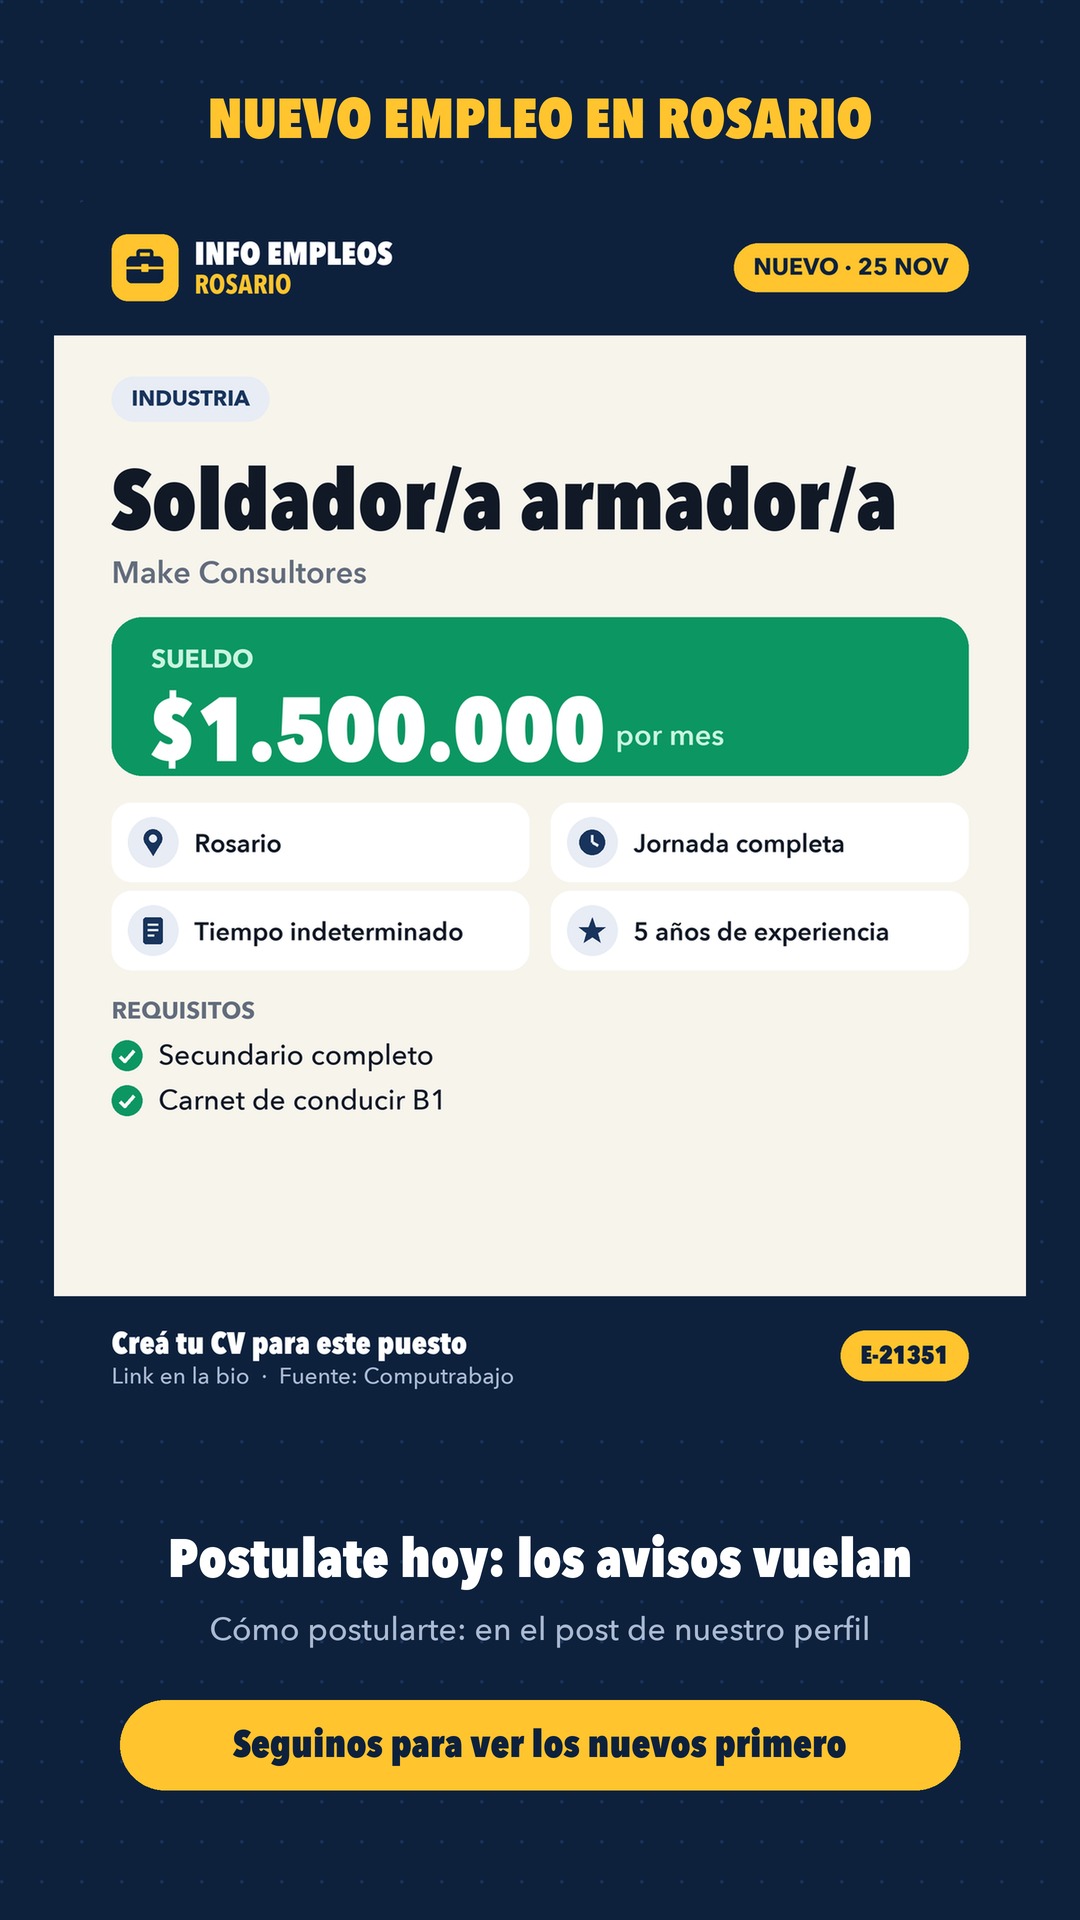 NUEVO EMPLEO EN ROSARIO
INFO EMPLEOS
ROSARIO
NUEVO · 25 NOV
INDUSTRIA
Soldador/a armador/a
Make Consultores
SUELDO
$1.500.000 por mes
Rosario
Jornada completa
Tiempo indeterminado
5 años de experiencia
REQUISITOS
Secundario completo
Carnet de conducir B1
Creá tu CV para este puesto
Link en la bio · Fuente: Computrabajo
E-21351
Postulate hoy: los avisos vuelan
Cómo postularte: en el post de nuestro perfil
Seguinos para ver los nuevos primero